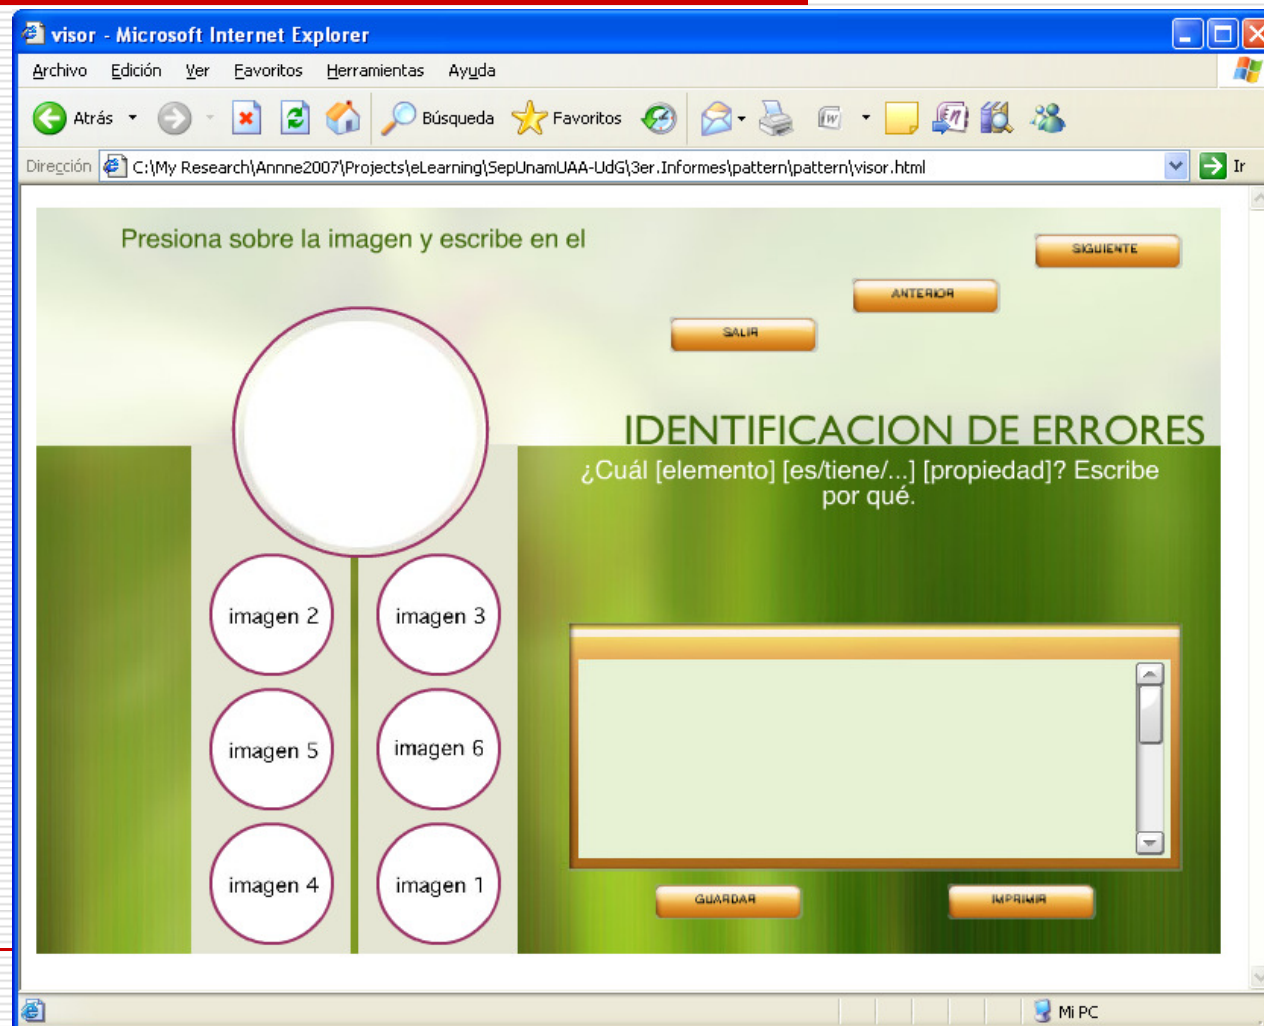 visor - Microsoft Internet Explorer
Archivo Edición Ver Favoritos Herramientas Ayuda
Atrás Búsqueda Favoritos
Dirección C:\My Research\Annne2007\Projects\eLearning\SepUnamUAA-UdG\3er.Informes\pattern\pattern\visor.html Ir
Presiona sobre la imagen y escribe en el
SIGUIENTE
ANTERIOR
SALIR
IDENTIFICACION DE ERRORES
¿Cuál [elemento] [es/tiene/...] [propiedad]? Escribe
por qué.
imagen 2 imagen 3
imagen 5 imagen 6
imagen 4 imagen 1
GUARDAR IMPRIMIR
Mi PC